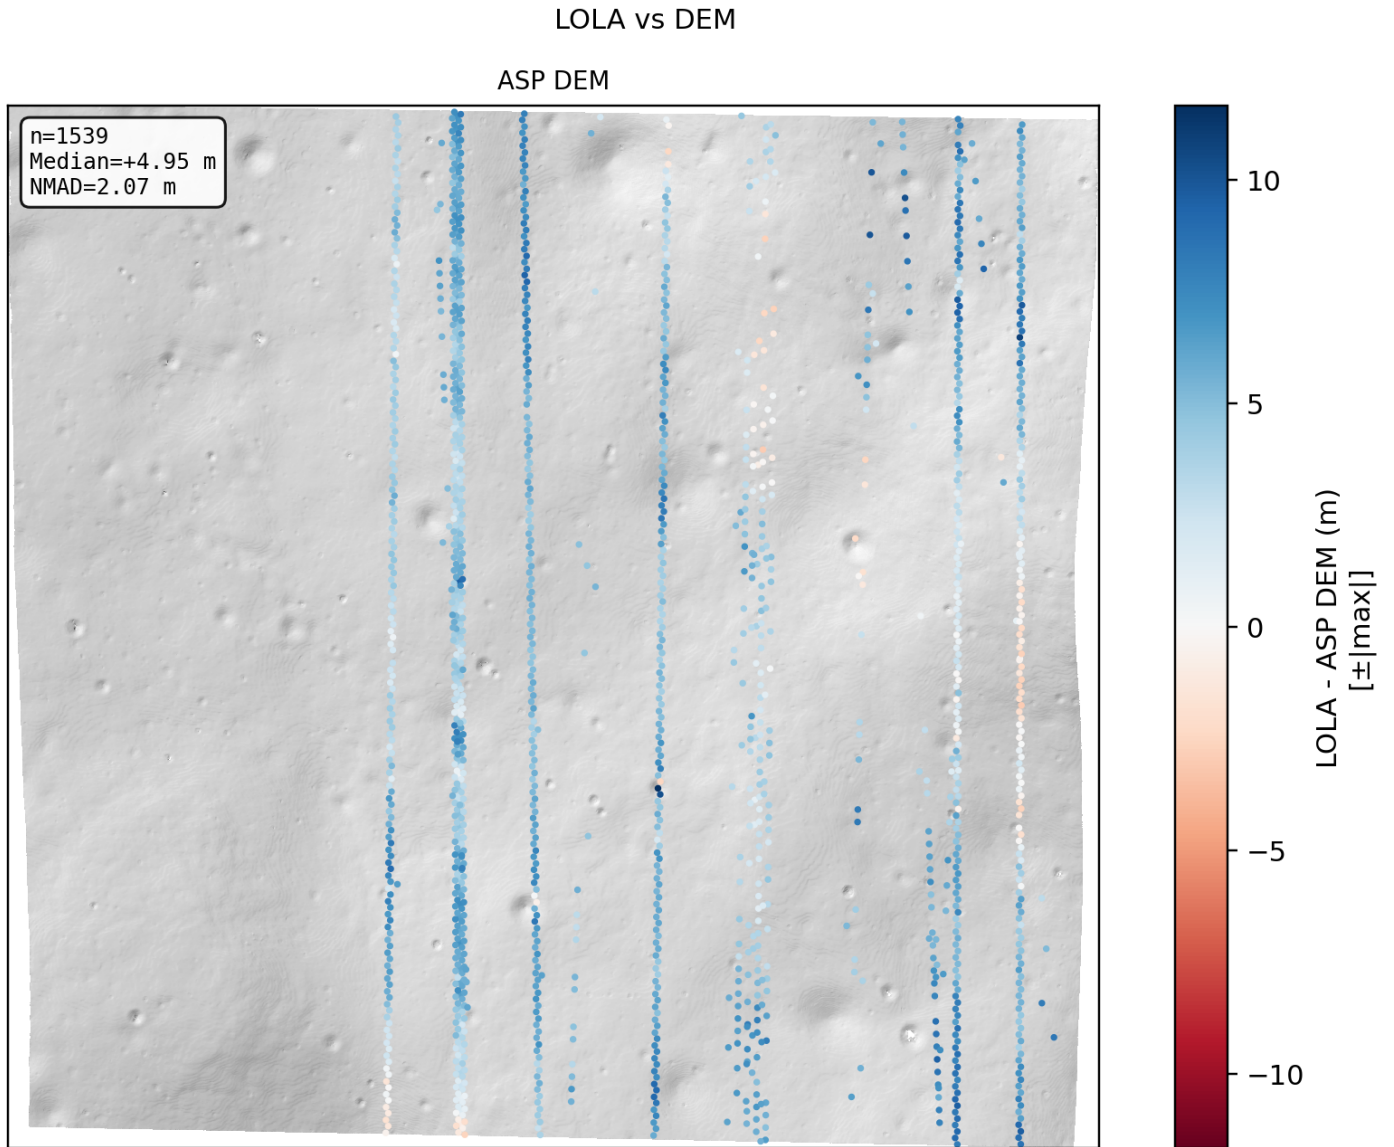 LOLA vs DEM
ASP DEM
n=1539
Median=+4.95 m
NMAD=2.07 m
10
5
0
−5
−10
LOLA - ASP DEM (m)
[±|max|]